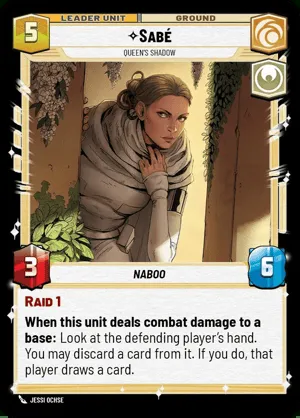 LEADER UNIT GROUND
5
✧SABÉ
QUEEN'S SHADOW
3
NABOO
6
RAID 1
When this unit deals combat damage to a
base: Look at the defending player's hand.
You may discard a card from it. If you do, that
player draws a card.
JESSI OCHSE